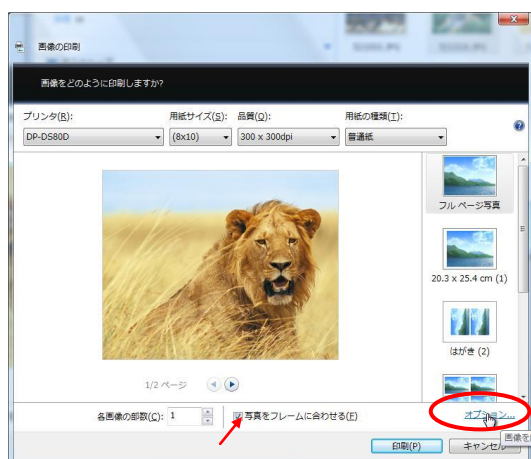 画像の印刷
画像をどのように印刷しますか?
プリンタ(R): 用紙サイズ(S): 品質(Q): 用紙の種類(T):
DP-DS80D (8x10) 300 x 300dpi 普通紙
フル ページ写真
20.3 x 25.4 cm (1)
はがき (2)
1/2 ページ
各画像の部数(C): 1 写真をフレームに合わせる(F) オプション...
印刷(P) キャンセル